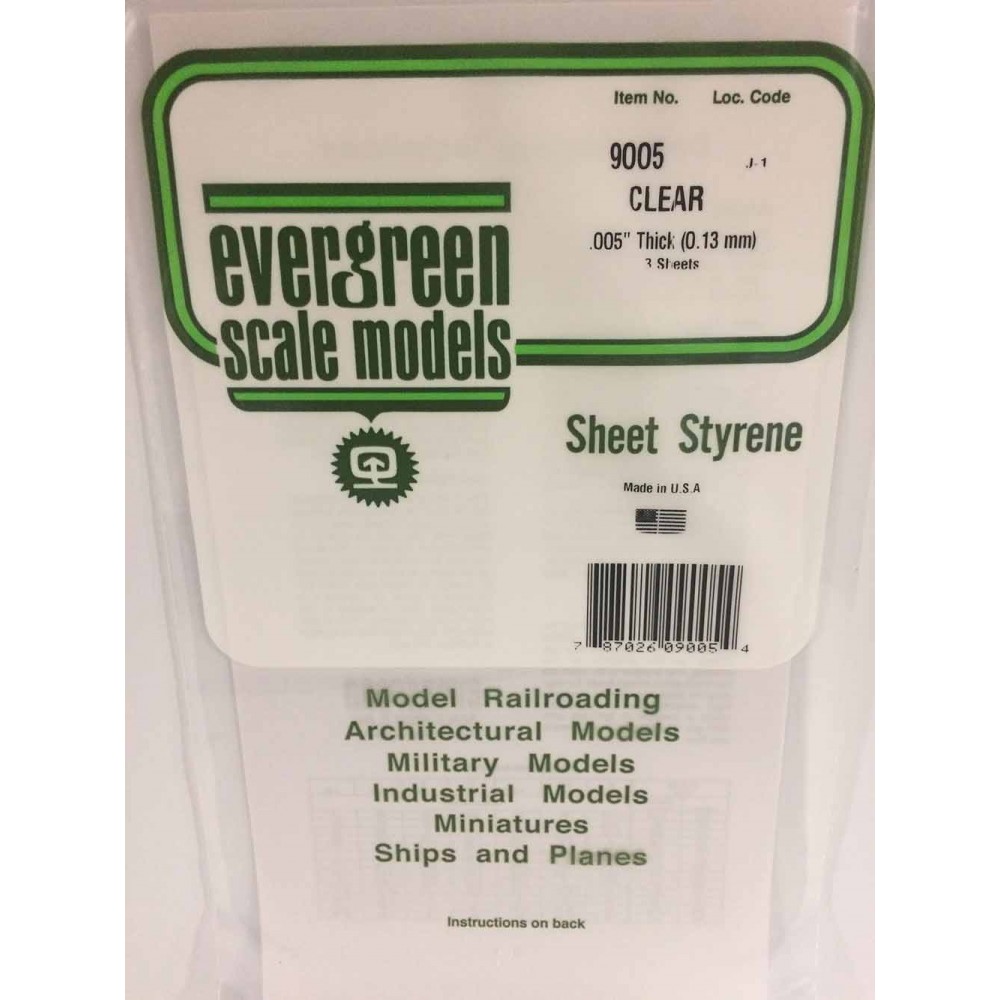 Item No. Loc. Code
9005 J-1
CLEAR
.005" Thick (0.13 mm)
3 Sheets
evergreen
scale models
Sheet Styrene
Made in U.S.A
7 87026 09005 4
Model Railroading
Architectural Models
Military Models
Industrial Models
Miniatures
Ships and Planes
Instructions on back